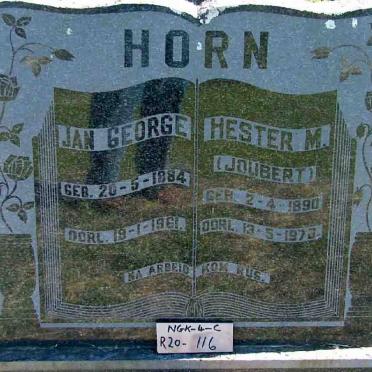 HORN
JAN GEORGE
GEB. 20-5-1884
OORL. 19-1-1961.
HESTER M.
(JOUBERT)
GEB. 2-4-1890
OORL. 13-5-1973.
NA ARBEID KOM RUS.
NGK-4-C
R20- 116